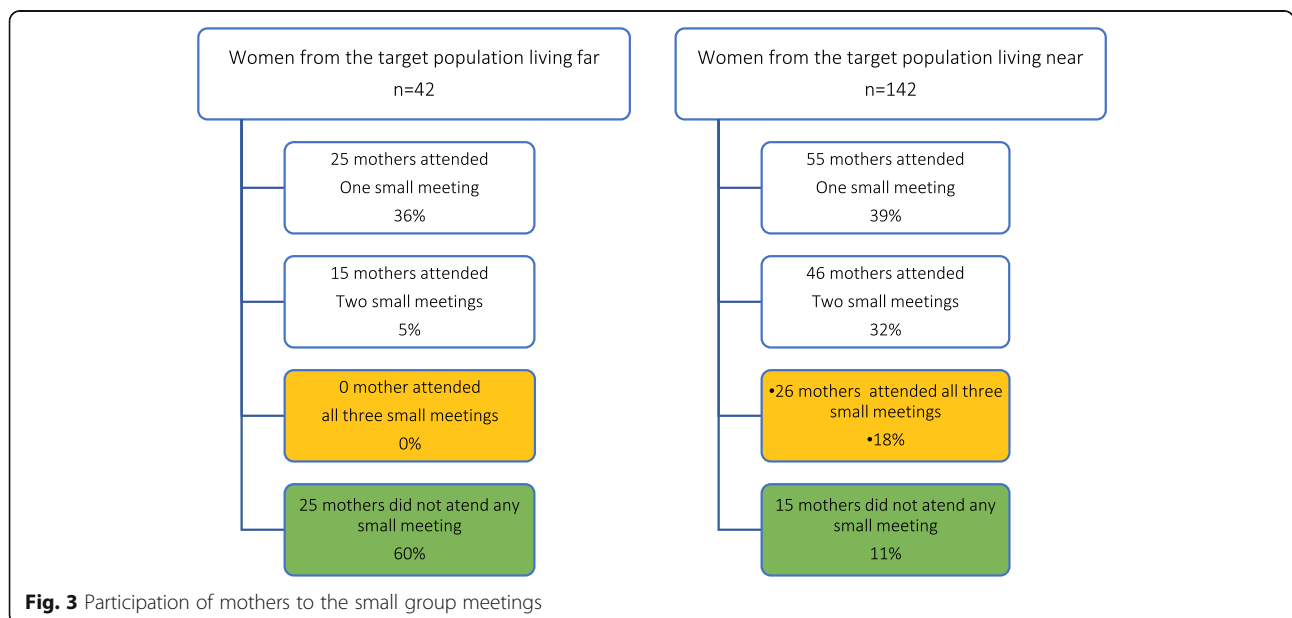 Women from the target population living far
n=42
25 mothers attended
One small meeting
36%
15 mothers attended
Two small meetings
5%
0 mother attended
all three small meetings
0%
25 mothers did not atend any
small meeting
60%
Women from the target population living near
n=142
55 mothers attended
One small meeting
39%
46 mothers attended
Two small meetings
32%
•26 mothers attended all three
small meetings
•18%
15 mothers did not atend any
small meeting
11%
Fig. 3 Participation of mothers to the small group meetings